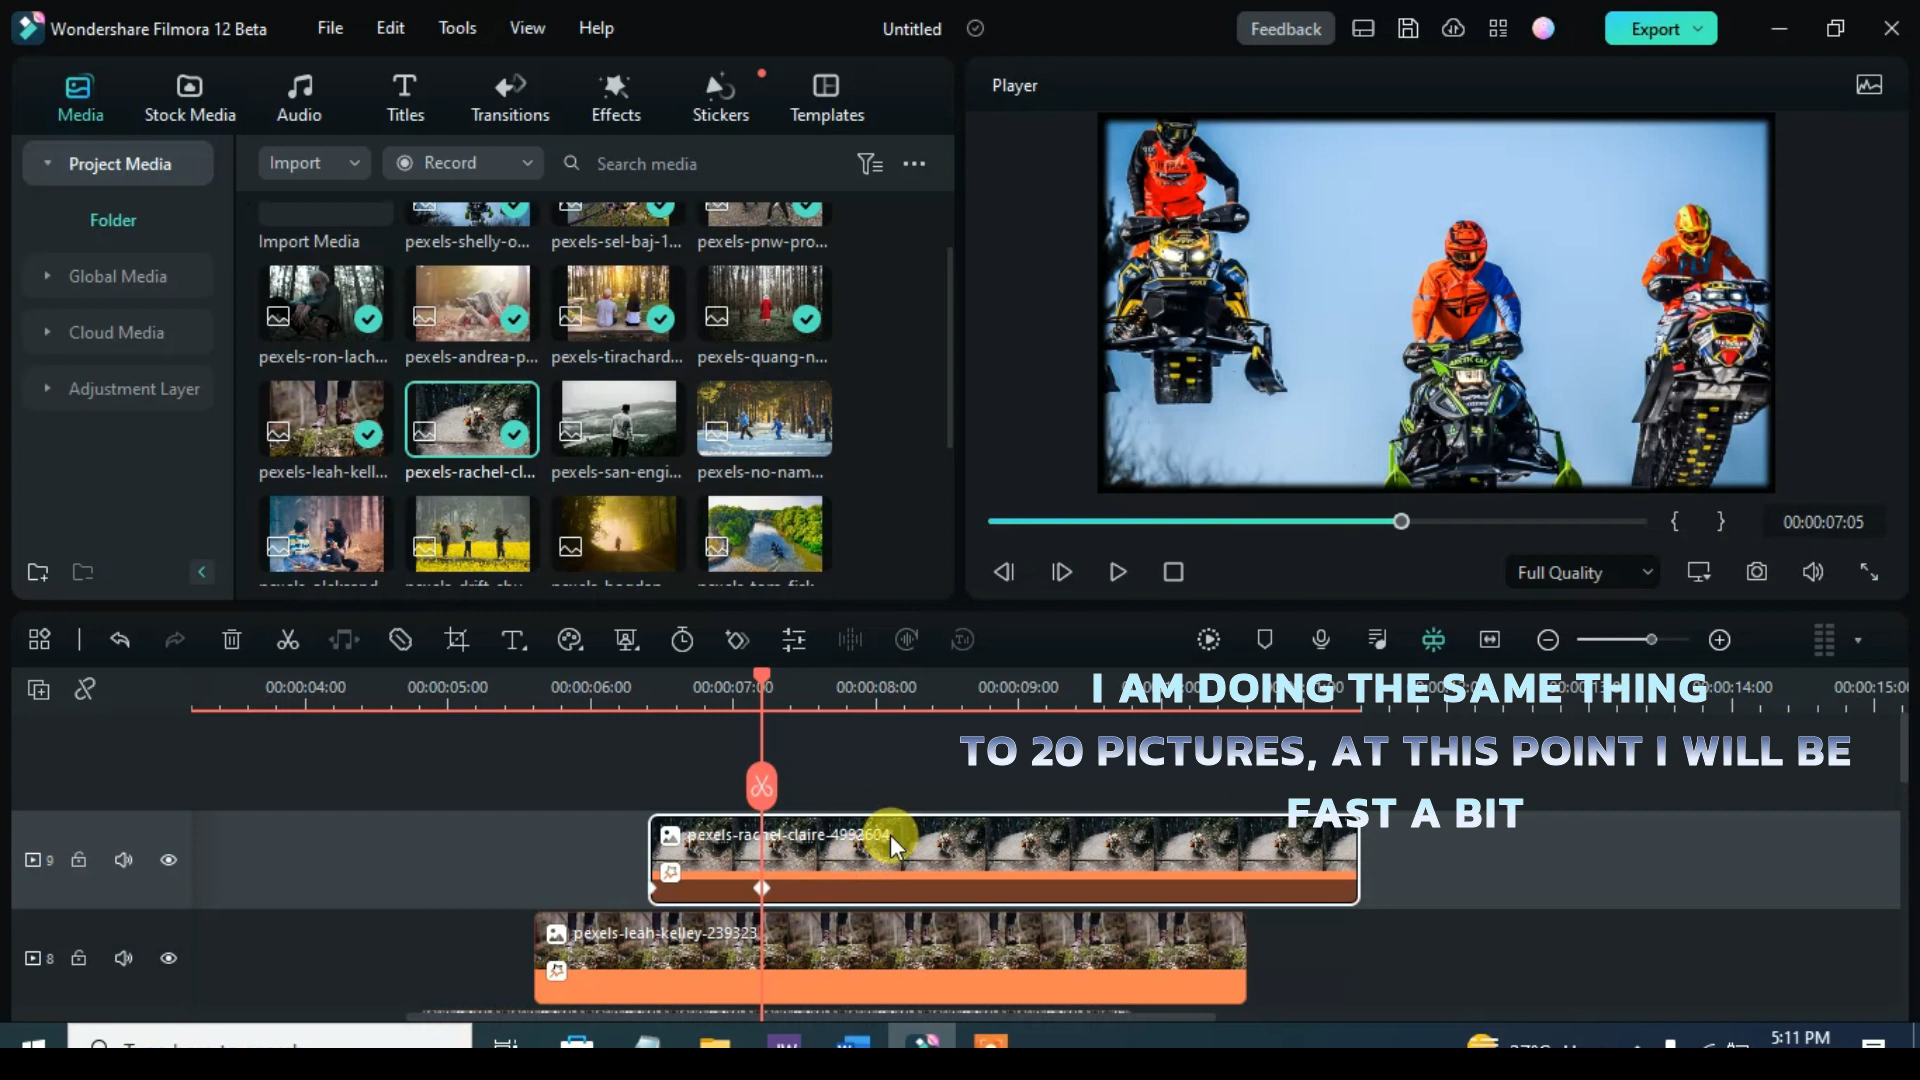 Wondershare Filmora 12 Beta
File
Edit
Tools
View
Help
Untitled
Feedback
Export
Media
Stock Media
Audio
Titles
Transitions
Effects
Stickers
Templates
Player
Project Media
Import
Record
Search media
Folder
Import Media
pexels-shelly-o...
pexels-sel-baj-1...
pexels-pnw-pro...
Global Media
Cloud Media
pexels-ron-lach...
pexels-andrea-p...
pexels-tirachard...
pexels-quang-n...
Adjustment Layer
pexels-leah-kell...
pexels-rachel-cl...
pexels-san-engi...
pexels-no-nam...
00:00:07:05
Full Quality
00:00:04:00
00:00:05:00
00:00:06:00
00:00:07:00
00:00:08:00
00:00:09:00
00:00:14:00
00:00:15:00
I AM DOING THE SAME THING
TO 20 PICTURES, AT THIS POINT I WILL BE
FAST A BIT
pexels-rachel-claire-4992604
9
pexels-leah-kelley-239323
8
5:11 PM